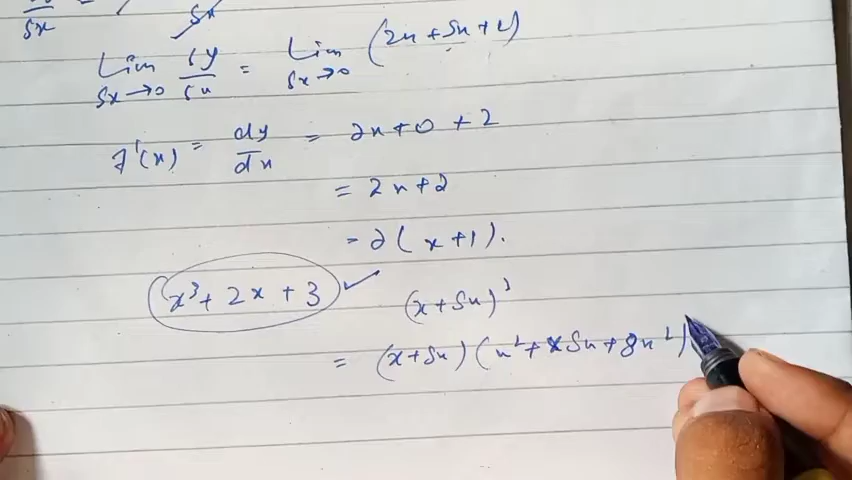 δx
δx
Lim δy/δx = Lim (2x + δx + 2)
δx→0 δx→0
f'(x) = dy/dx = 2x + 0 + 2
= 2x + 2
= 2(x+1).
(x³ + 2x + 3) ✓
(x+δx)³
= (x+δx)(x² + xδx + δx²)